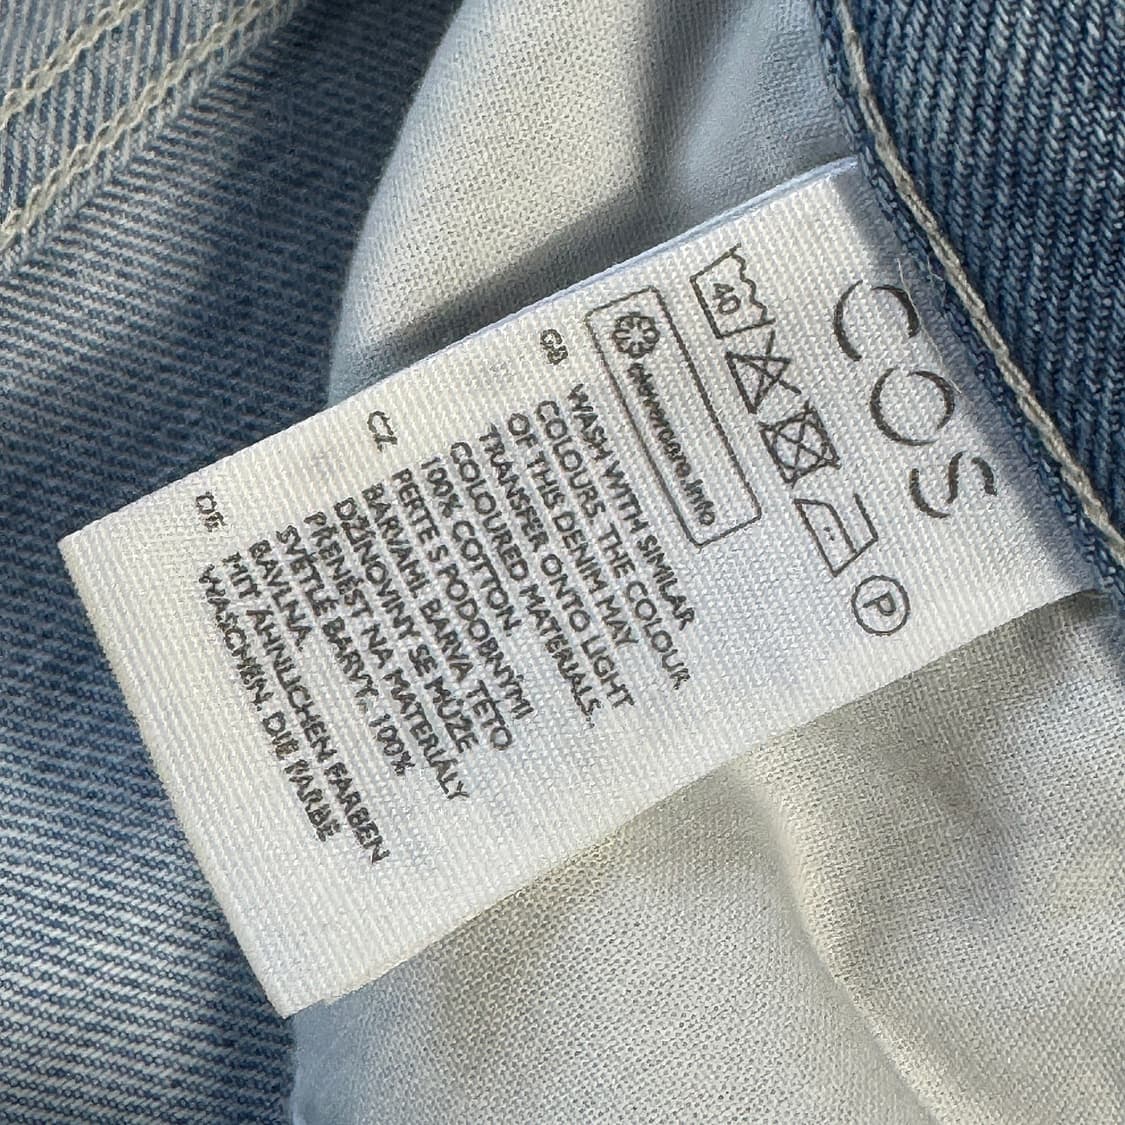 COS
40
P
clevercare.info
GB
WASH WITH SIMILAR
COLOURS. THE COLOUR
OF THIS DENIM MAY
TRANSFER ONTO LIGHT
COLOURED MATERIALS.
100% COTTON.
CZ
PERTE S PODOBNÝMI
BARVAMI. BARVA TÉTO
DŽÍNOVINY SE MŮŽE
PŘENÉST NA MATERIÁLY
SVĚTLÉ BARVY. 100%
BAVLNA.
DE
MIT ÄHNLICHEN FARBEN
WASCHEN. DIE FARBE